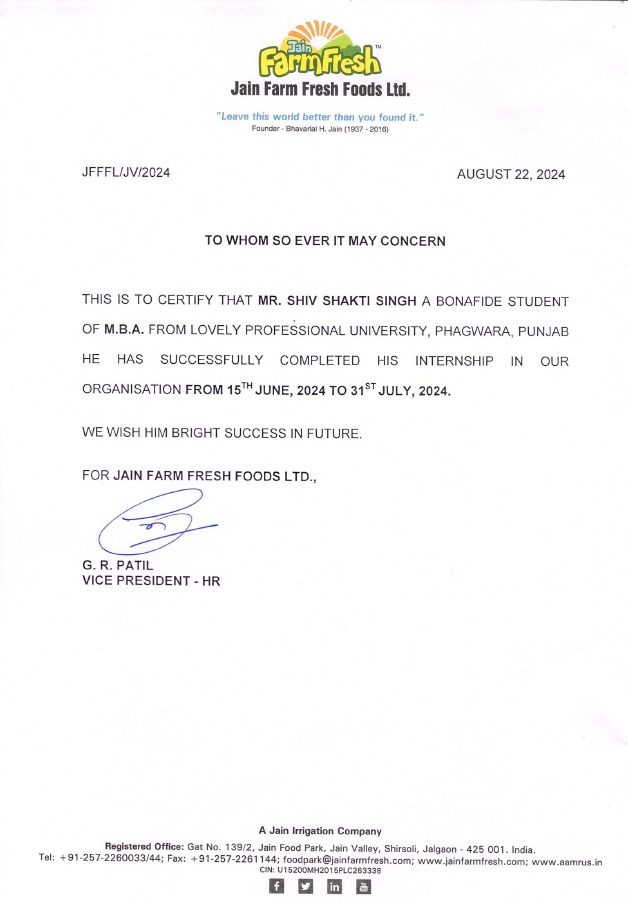 Jain
FarmFresh™
Jain Farm Fresh Foods Ltd.
"Leave this world better than you found it."
Founder - Bhavarlal H. Jain (1937 - 2016)
JFFFL/JV/2024 AUGUST 22, 2024
TO WHOM SO EVER IT MAY CONCERN
THIS IS TO CERTIFY THAT MR. SHIV SHAKTI SINGH A BONAFIDE STUDENT
OF M.B.A. FROM LOVELY PROFESSIONAL UNIVERSITY, PHAGWARA, PUNJAB
HE HAS SUCCESSFULLY COMPLETED HIS INTERNSHIP IN OUR
ORGANISATION FROM 15TH JUNE, 2024 TO 31ST JULY, 2024.
WE WISH HIM BRIGHT SUCCESS IN FUTURE.
FOR JAIN FARM FRESH FOODS LTD.,
G. R. PATIL
VICE PRESIDENT - HR
A Jain Irrigation Company
Registered Office: Gat No. 139/2, Jain Food Park, Jain Valley, Shirsoli, Jalgaon - 425 001. India.
Tel: +91-257-2260033/44; Fax: +91-257-2261144; foodpark@jainfarmfresh.com; www.jainfarmfresh.com; www.aamrus.in
CIN: U15200MH2015PLC263338